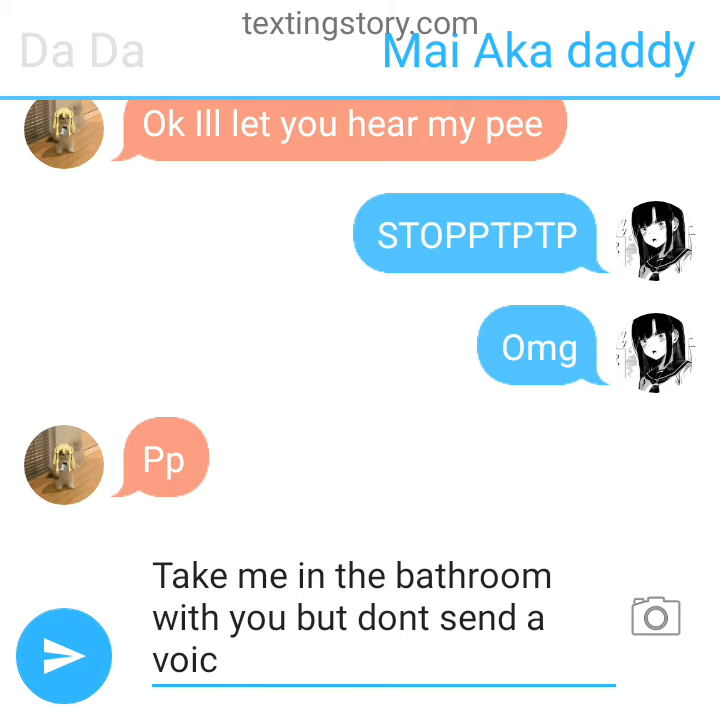 textingstory.com
Da Da
Mai Aka daddy
Ok Ill let you hear my pee
STOPPTPTP
Omg
Pp
Take me in the bathroom
with you but dont send a
voic